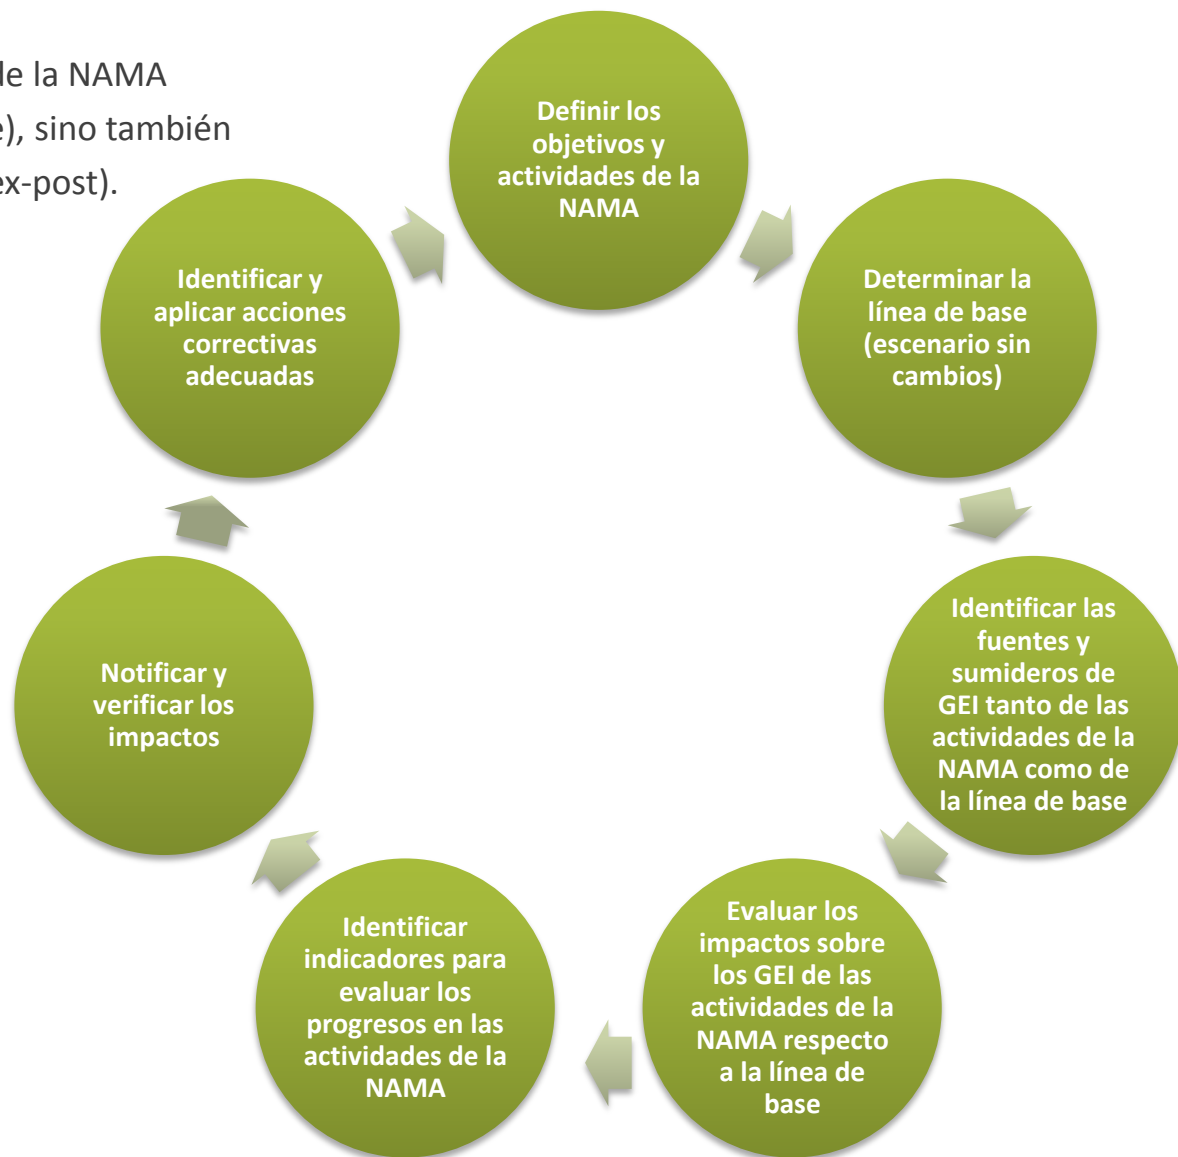 de la NAMA
), sino también
ex-post).
Definir los
objetivos y
actividades de la
NAMA
Determinar la
línea de base
(escenario sin
cambios)
Identificar las
fuentes y
sumideros de
GEI tanto de las
actividades de la
NAMA como de
la línea de base
Evaluar los
impactos sobre
los GEI de las
actividades de la
NAMA respecto
a la línea de
base
Identificar
indicadores para
evaluar los
progresos en las
actividades de la
NAMA
Notificar y
verificar los
impactos
Identificar y
aplicar acciones
correctivas
adecuadas